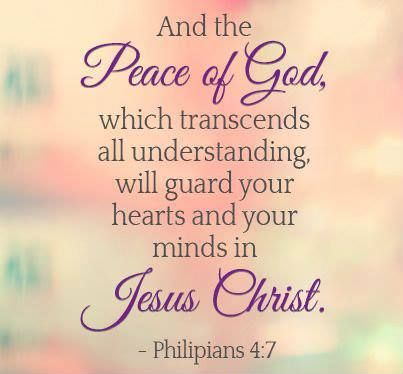 And the
Peace of God,
which transcends
all understanding,
will guard your
hearts and your
minds in
Jesus Christ.
- Philipians 4:7